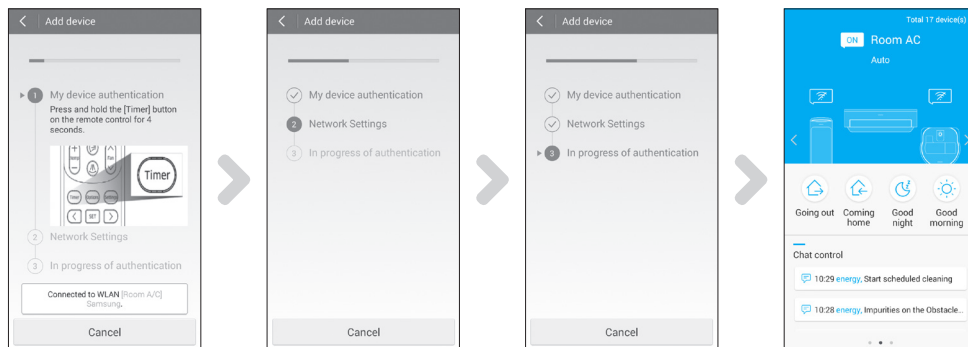 Add device
1 My device authentication
Press and hold the [Timer] button
on the remote control for 4
seconds.
Temp
Fan
Timer
Timer
SET
2 Network Settings
3 In progress of authentication
Connected to WLAN [Room A/C]
Samsung.
Cancel
Add device
My device authentication
2 Network Settings
3 In progress of authentication
Cancel
Add device
My device authentication
Network Settings
3 In progress of authentication
Cancel
Total 17 device(s)
ON Room AC
Auto
Going out
Coming
home
Good
night
Good
morning
Chat control
10:29 energy, Start scheduled cleaning
10:28 energy, Impurities on the Obstacle...